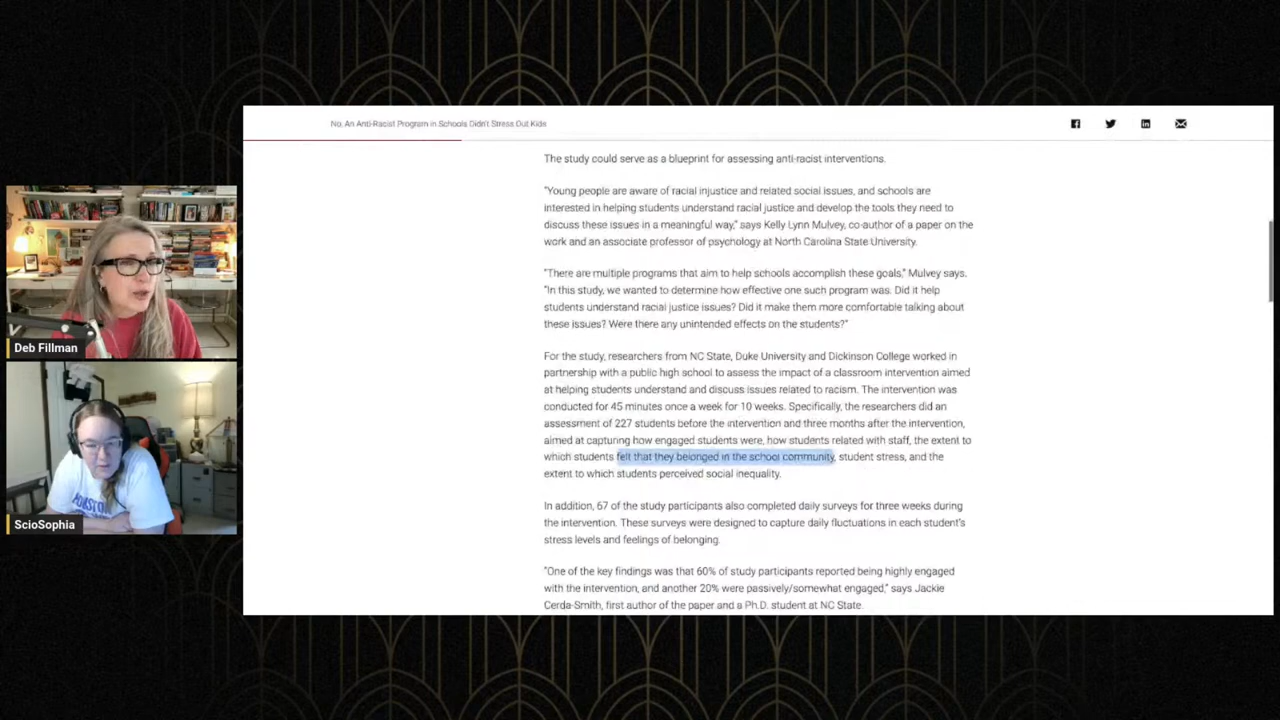 No, An Anti-Racist Program in Schools Didn't Stress Out Kids
The study could serve as a blueprint for assessing anti-racist interventions.
"Young people are aware of racial injustice and related social issues, and schools are
interested in helping students understand racial justice and develop the tools they need to
discuss these issues in a meaningful way," says Kelly Lynn Mulvey, co-author of a paper on the
work and an associate professor of psychology at North Carolina State University.
"There are multiple programs that aim to help schools accomplish these goals," Mulvey says.
"In this study, we wanted to determine how effective one such program was. Did it help
students understand racial justice issues? Did it make them more comfortable talking about
these issues? Were there any unintended effects on the students?"
For the study, researchers from NC State, Duke University and Dickinson College worked in
partnership with a public high school to assess the impact of a classroom intervention aimed
at helping students understand and discuss issues related to racism. The intervention was
conducted for 45 minutes once a week for 10 weeks. Specifically, the researchers did an
assessment of 227 students before the intervention and three months after the intervention,
aimed at capturing how engaged students were, how students related with staff, the extent to
which students felt that they belonged in the school community, student stress, and the
extent to which students perceived social inequality.
In addition, 67 of the study participants also completed daily surveys for three weeks during
the intervention. These surveys were designed to capture daily fluctuations in each student's
stress levels and feelings of belonging.
"One of the key findings was that 60% of study participants reported being highly engaged
with the intervention, and another 20% were passively/somewhat engaged," says Jackie
Cerda-Smith, first author of the paper and a Ph.D. student at NC State.
Deb Fillman
ScioSophia